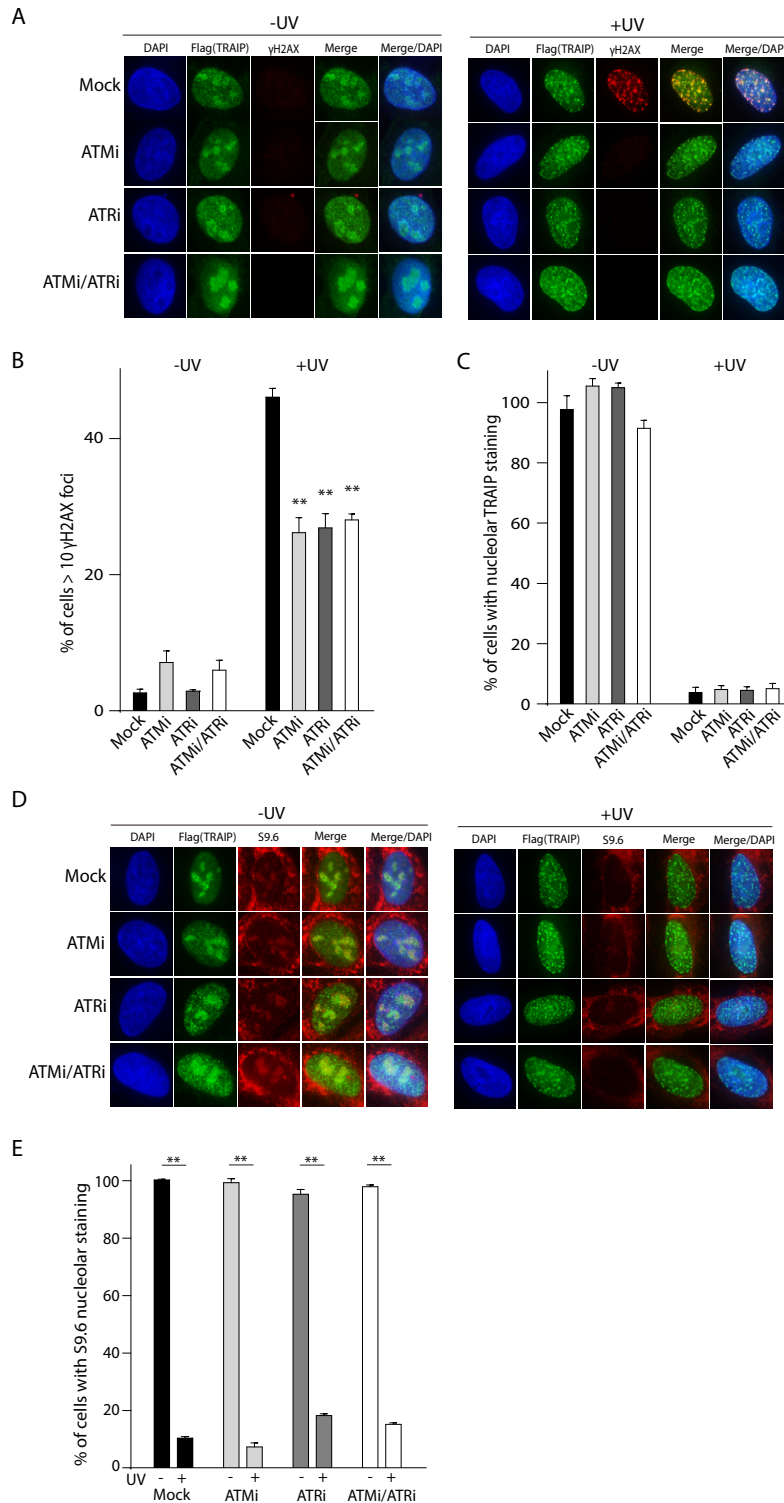 A
-UV
+UV
DAPI Flag(TRAIP) γH2AX Merge Merge/DAPI
DAPI Flag(TRAIP) γH2AX Merge Merge/DAPI
Mock
ATMi
ATRi
ATMi/ATRi
B
-UV +UV
% of cells > 10 γH2AX foci
40
20
0
** ** **
Mock ATMi ATRi ATMi/ATRi Mock ATMi ATRi ATMi/ATRi
C
-UV +UV
% of cells with nucleolar TRAIP staining
100
80
60
40
20
0
Mock ATMi ATRi ATMi/ATRi Mock ATMi ATRi ATMi/ATRi
D
-UV
+UV
DAPI Flag(TRAIP) S9.6 Merge Merge/DAPI
DAPI Flag(TRAIP) S9.6 Merge Merge/DAPI
Mock
ATMi
ATRi
ATMi/ATRi
E
** ** ** **
% of cells with S9.6 nucleolar staining
100
80
60
40
20
0
UV - + - + - + - +
Mock ATMi ATRi ATMi/ATRi